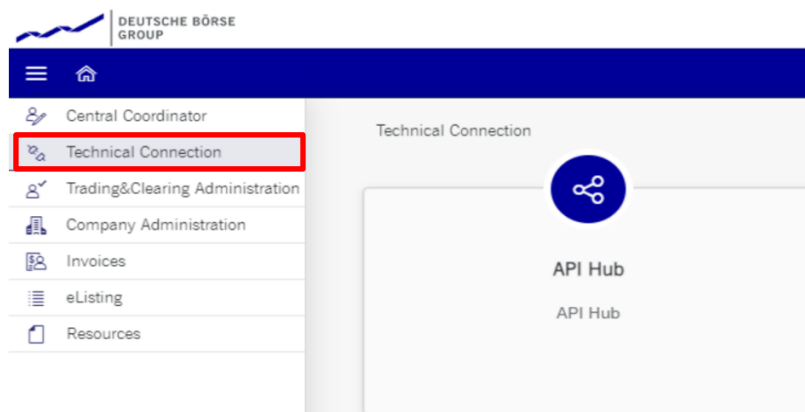 DEUTSCHE BÖRSE
GROUP
Central Coordinator
Technical Connection
Trading&Clearing Administration
Company Administration
Invoices
eListing
Resources
Technical Connection
API Hub
API Hub